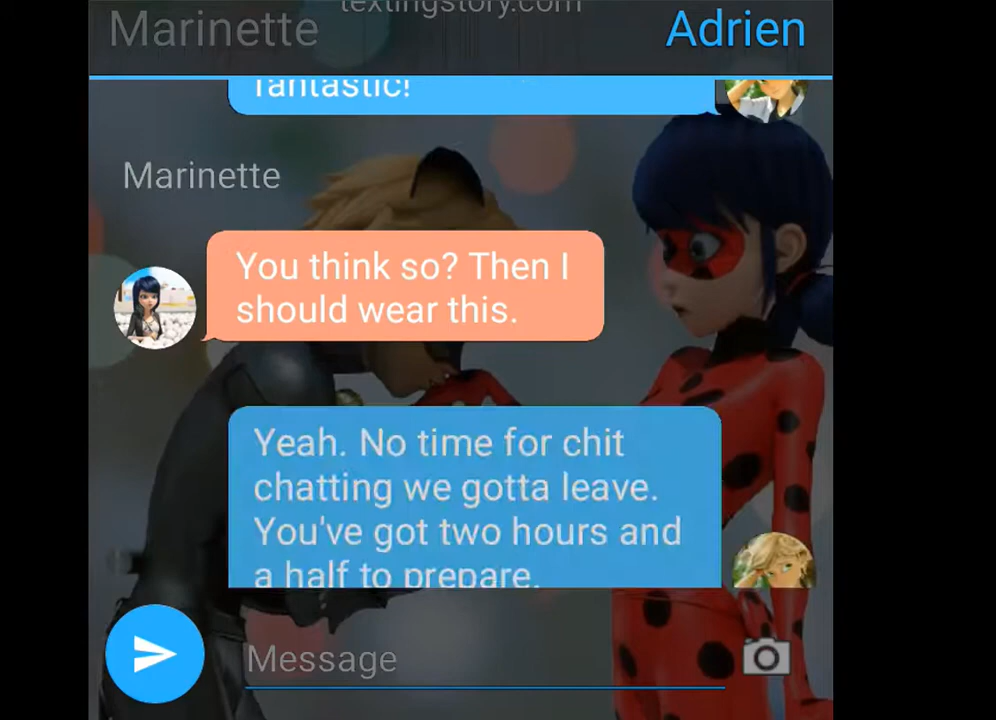 textingstory.com
Marinette
Adrien
fantastic!
Marinette
You think so? Then I
should wear this.
Yeah. No time for chit
chatting we gotta leave.
You've got two hours and
a half to prepare.
Message